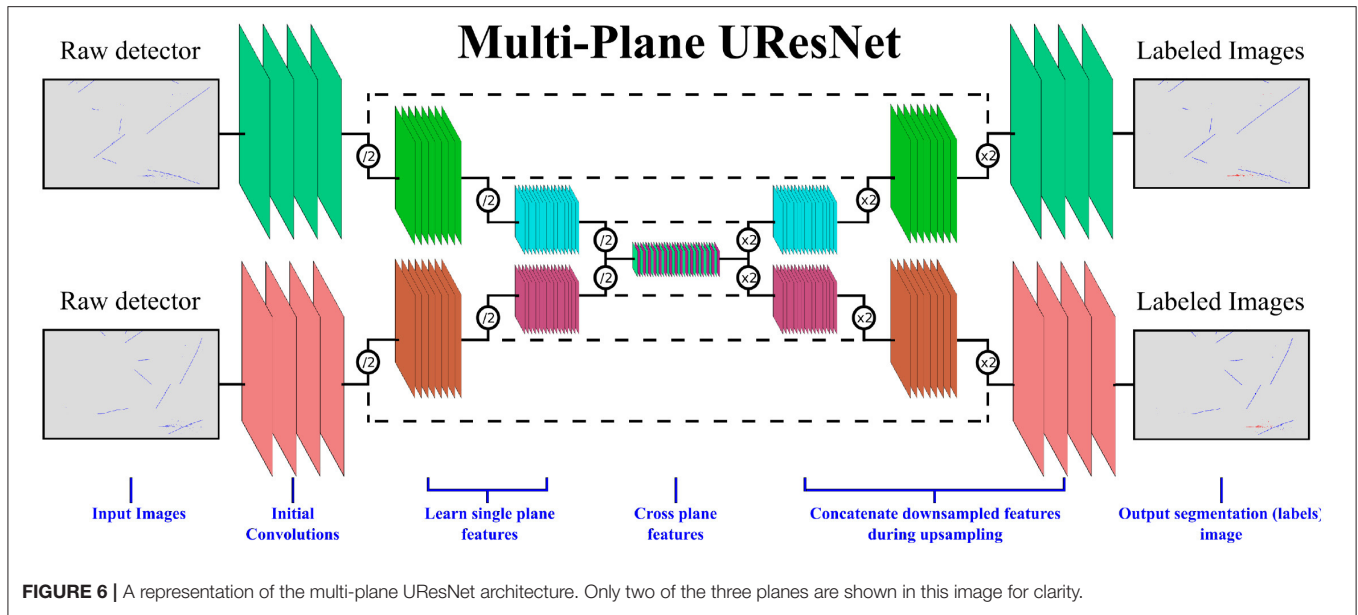 Multi-Plane UResNet
Raw detector
Labeled Images
/2
x2
/2
x2
/2
x2
Raw detector
Labeled Images
/2
x2
/2
x2
/2
x2
Input Images
Initial
Convolutions
Learn single plane
features
Cross plane
features
Concatenate downsampled features
during upsampling
Output segmentation (labels)
image
FIGURE 6 | A representation of the multi-plane UResNet architecture. Only two of the three planes are shown in this image for clarity.